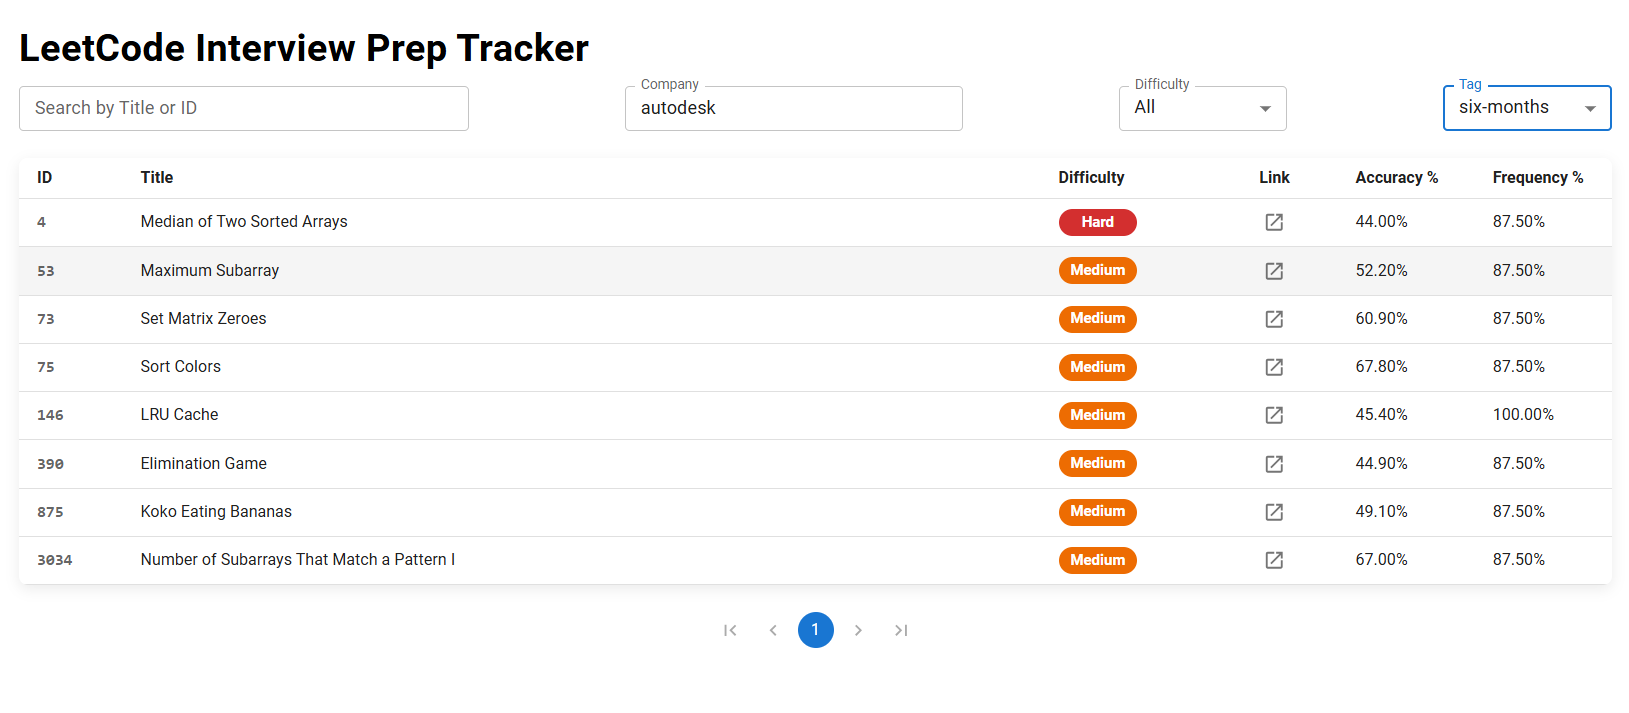 LeetCode Interview Prep Tracker
Search by Title or ID
Company
autodesk
Difficulty
All
Tag
six-months
ID Title Difficulty Link Accuracy % Frequency %
4 Median of Two Sorted Arrays Hard 44.00% 87.50%
53 Maximum Subarray Medium 52.20% 87.50%
73 Set Matrix Zeroes Medium 60.90% 87.50%
75 Sort Colors Medium 67.80% 87.50%
146 LRU Cache Medium 45.40% 100.00%
390 Elimination Game Medium 44.90% 87.50%
875 Koko Eating Bananas Medium 49.10% 87.50%
3034 Number of Subarrays That Match a Pattern I Medium 67.00% 87.50%
1